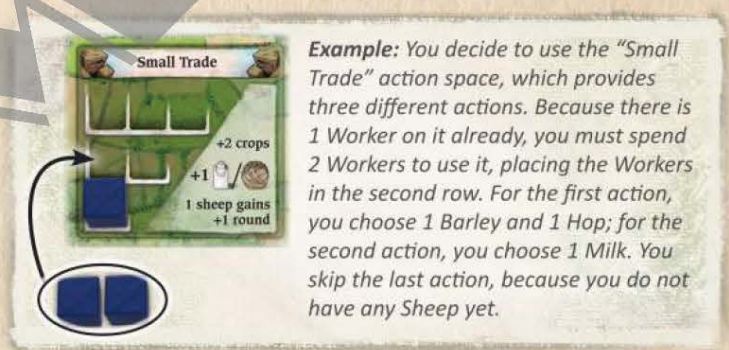 Small Trade
+2 crops
+1 /
1 sheep gains
+1 round
Example: You decide to use the “Small
Trade” action space, which provides
three different actions. Because there is
1 Worker on it already, you must spend
2 Workers to use it, placing the Workers
in the second row. For the first action,
you choose 1 Barley and 1 Hop; for the
second action, you choose 1 Milk. You
skip the last action, because you do not
have any Sheep yet.